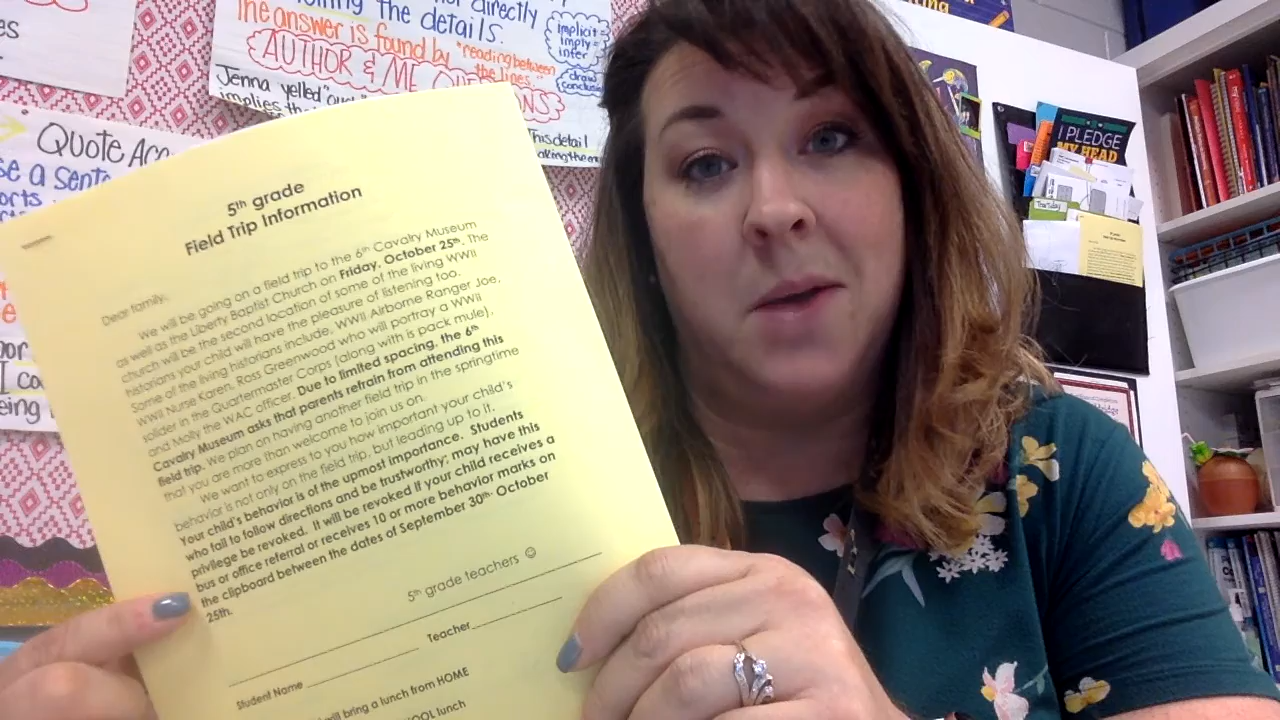 joining the details.
directly
The answer is found by "reading between
the lines."
AUTHOR & ME QUESTIONS
implicit =
imply =
infer
draw
conclusion
Jenna yelled
implies
This detail
making the
QUOTE
se a
5th grade
Field Trip Information
Dear family,
We will be going on a field trip to the 6th Cavalry Museum
as well as the Liberty Baptist Church on Friday, October 25th. The
church will be the second location of some of the living WWII
historians your child will have the pleasure of listening too.
Some of the living historians include, WWII Airborne Ranger Joe,
WWII Nurse Karen, Ross Greenwood who will portray a WWII
soldier in the Quartermaster Corps (along with is pack mule),
and Molly the WAC officer. Due to limited spacing, the 6th
Cavalry Museum asks that parents refrain from attending this
field trip. We plan on having another field trip in the springtime
that you are more than welcome to join us on.
We want to express to you how important your child's
behavior is not only on the field trip, but leading up to it.
Your child's behavior is of the upmost importance. Students
who fail to follow directions and be trustworthy; may have this
privilege be revoked. It will be revoked if your child receives a
bus or office referral or receives 10 or more behavior marks on
the clipboard between the dates of September 30th- October
25th.
5th grade teachers ☺
Student Name Teacher
will bring a lunch from HOME
lunch
I PLEDGE
MY HEAD
Thursday